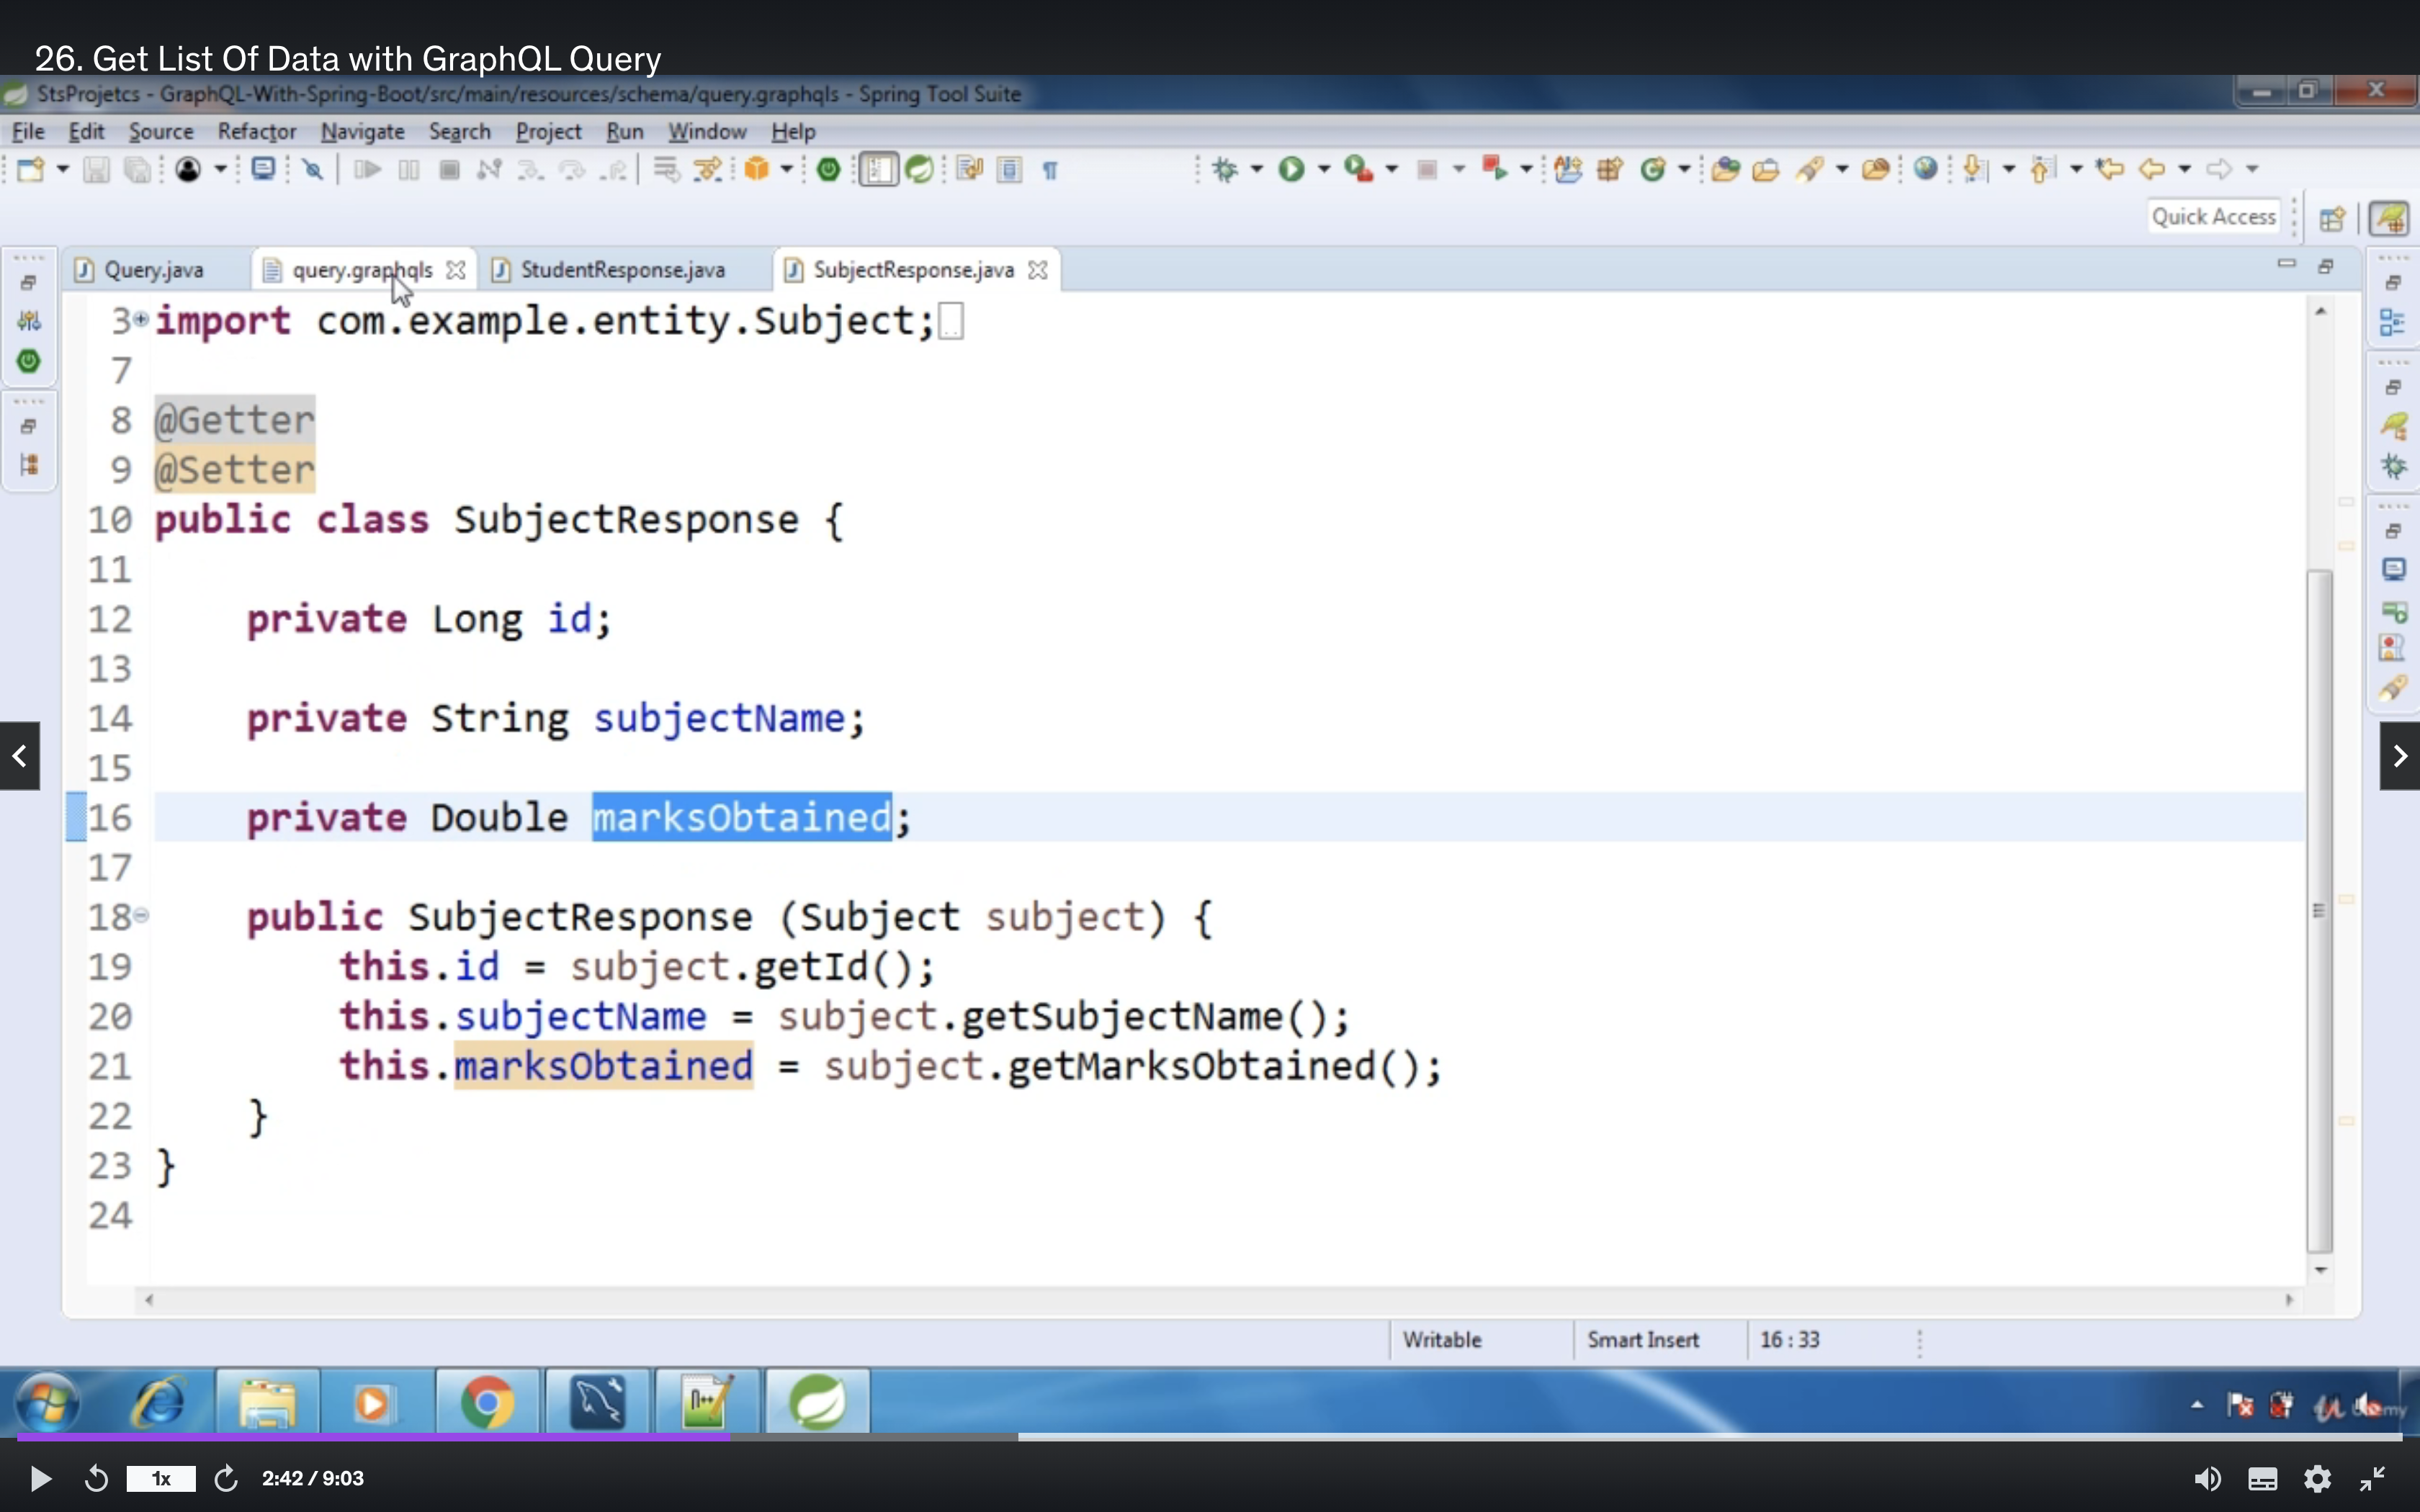 26. Get List Of Data with GraphQL Query
StsProjetcs - GraphQL-With-Spring-Boot/src/main/resources/schema/query.graphqls - Spring Tool Suite
File Edit Source Refactor Navigate Search Project Run Window Help
Quick Access
Query.java query.graphqls StudentResponse.java SubjectResponse.java
3 import com.example.entity.Subject;
7
8 @Getter
9 @Setter
10 public class SubjectResponse {
11
12 private Long id;
13
14 private String subjectName;
15
16 private Double marksObtained;
17
18 public SubjectResponse (Subject subject) {
19 this.id = subject.getId();
20 this.subjectName = subject.getSubjectName();
21 this.marksObtained = subject.getMarksObtained();
22 }
23 }
24
Writable Smart Insert 16 : 33
1x 2:42 / 9:03